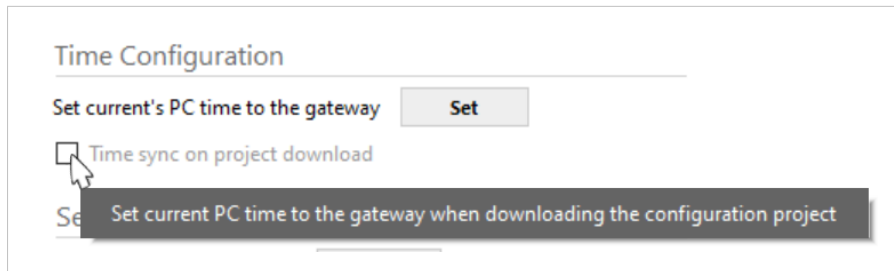 Time Configuration
Set current's PC time to the gateway Set
Time sync on project download
Se
Set current PC time to the gateway when downloading the configuration project